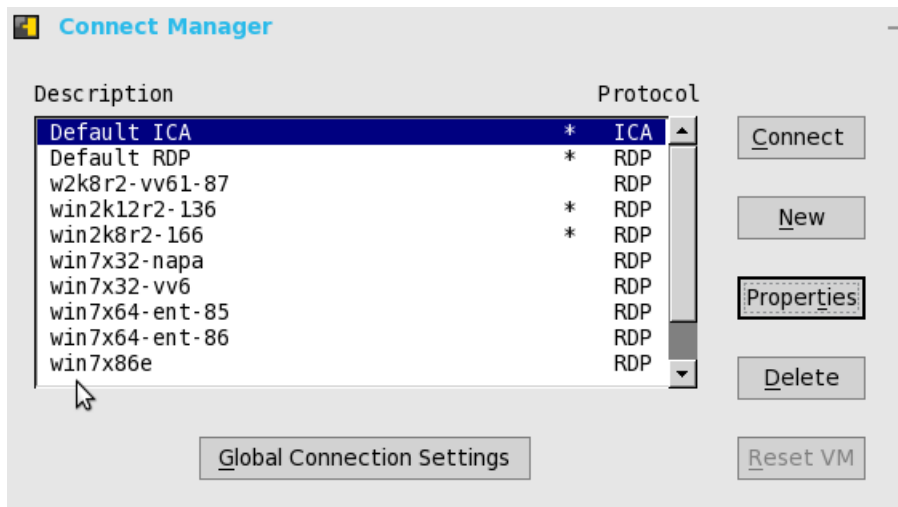 Connect Manager
Description Protocol
Default ICA * ICA
Default RDP * RDP
w2k8r2-vv61-87 RDP
win2k12r2-136 * RDP
win2k8r2-166 * RDP
win7x32-napa RDP
win7x32-vv6 RDP
win7x64-ent-85 RDP
win7x64-ent-86 RDP
win7x86e RDP
Connect
New
Properties
Delete
Global Connection Settings
Reset VM